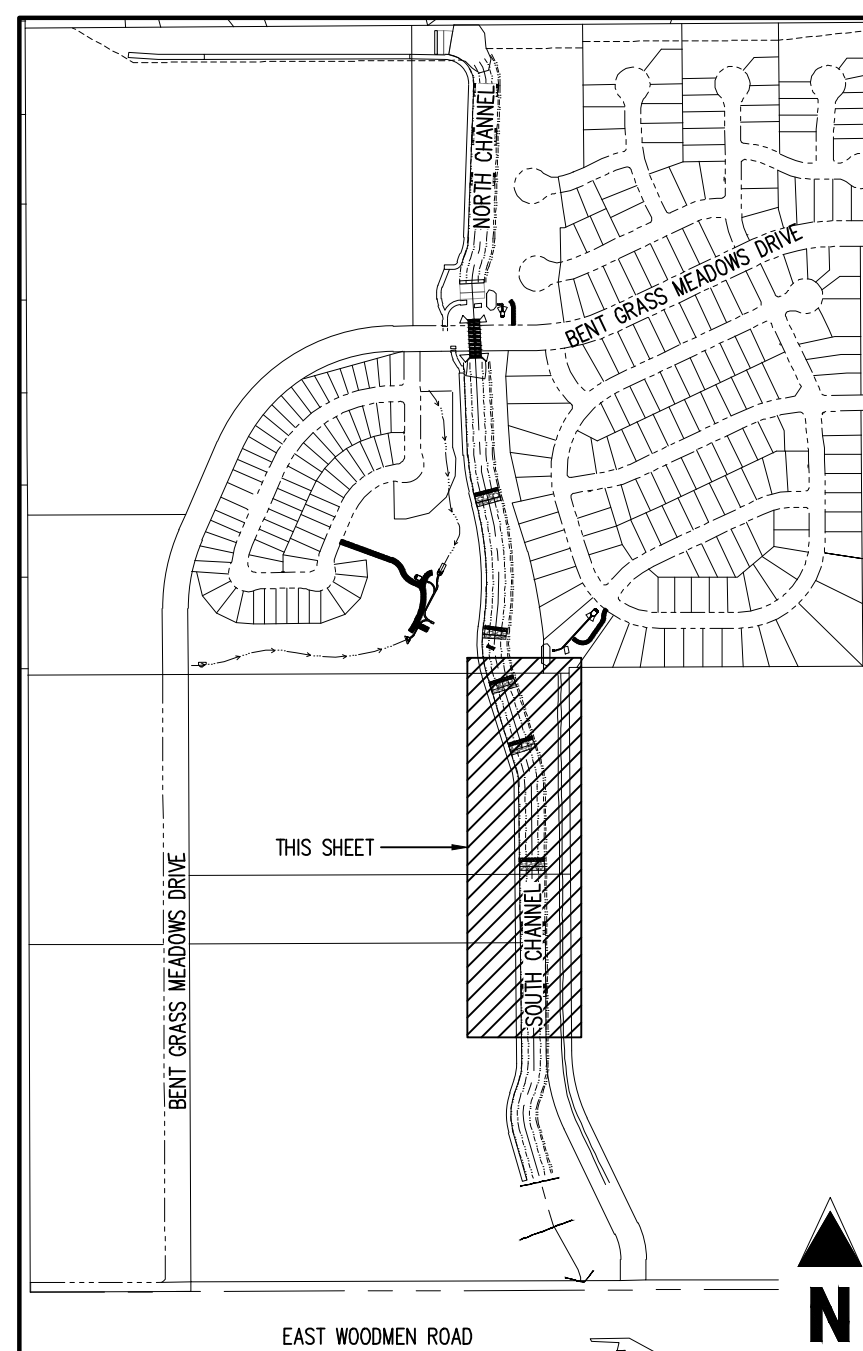 NORTH CHANNEL
BENT GRASS MEADOWS DRIVE
THIS SHEET
BENT GRASS MEADOWS DRIVE
SOUTH CHANNEL
N
EAST WOODMEN ROAD